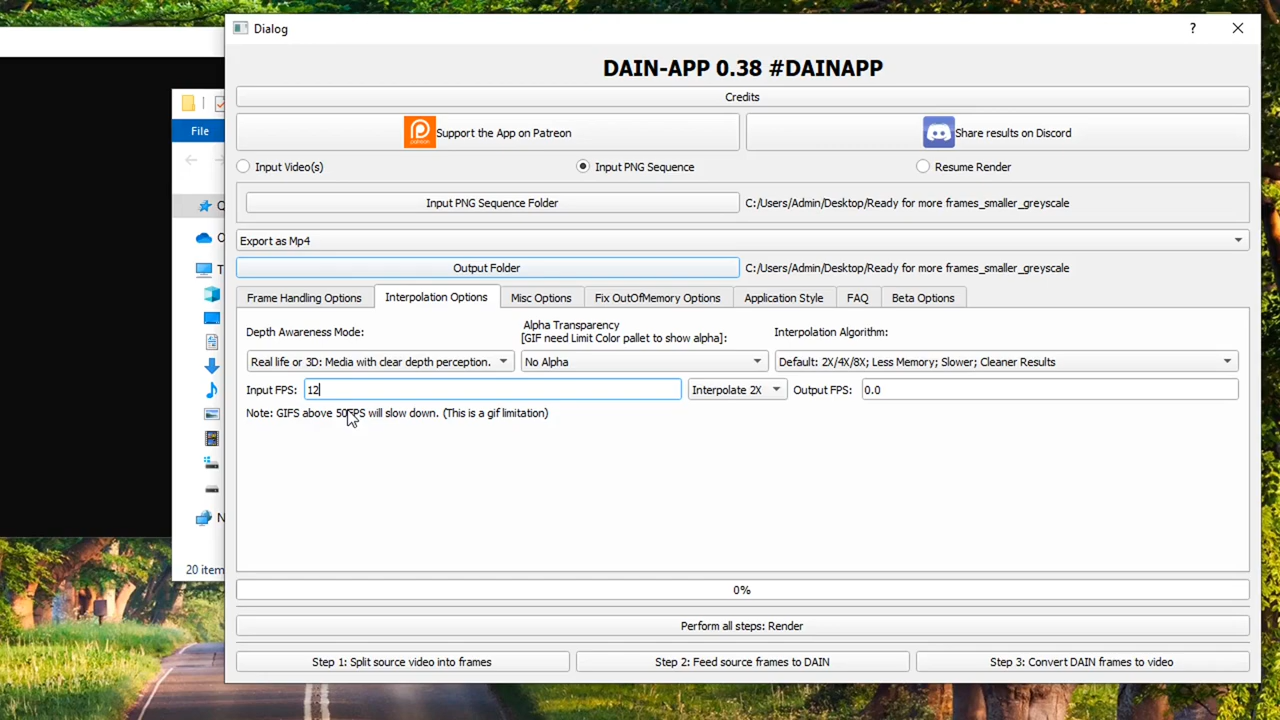 Dialog
?
DAIN-APP 0.38 #DAINAPP
Credits
Support the App on Patreon
Share results on Discord
Input Video(s)
Input PNG Sequence
Resume Render
Input PNG Sequence Folder
C:/Users/Admin/Desktop/Ready for more frames_smaller_greyscale
Export as Mp4
Output Folder
C:/Users/Admin/Desktop/Ready for more frames_smaller_greyscale
Frame Handling Options
Interpolation Options
Misc Options
Fix OutOfMemory Options
Application Style
FAQ
Beta Options
Depth Awareness Mode:
Alpha Transparency
[GIF need Limit Color pallet to show alpha]:
Interpolation Algorithm:
Real life or 3D: Media with clear depth perception.
No Alpha
Default: 2X/4X/8X; Less Memory; Slower; Cleaner Results
Input FPS:
12
Interpolate 2X
Output FPS:
0.0
Note: GIFS above 50FPS will slow down. (This is a gif limitation)
0%
Perform all steps: Render
Step 1: Split source video into frames
Step 2: Feed source frames to DAIN
Step 3: Convert DAIN frames to video
File
20